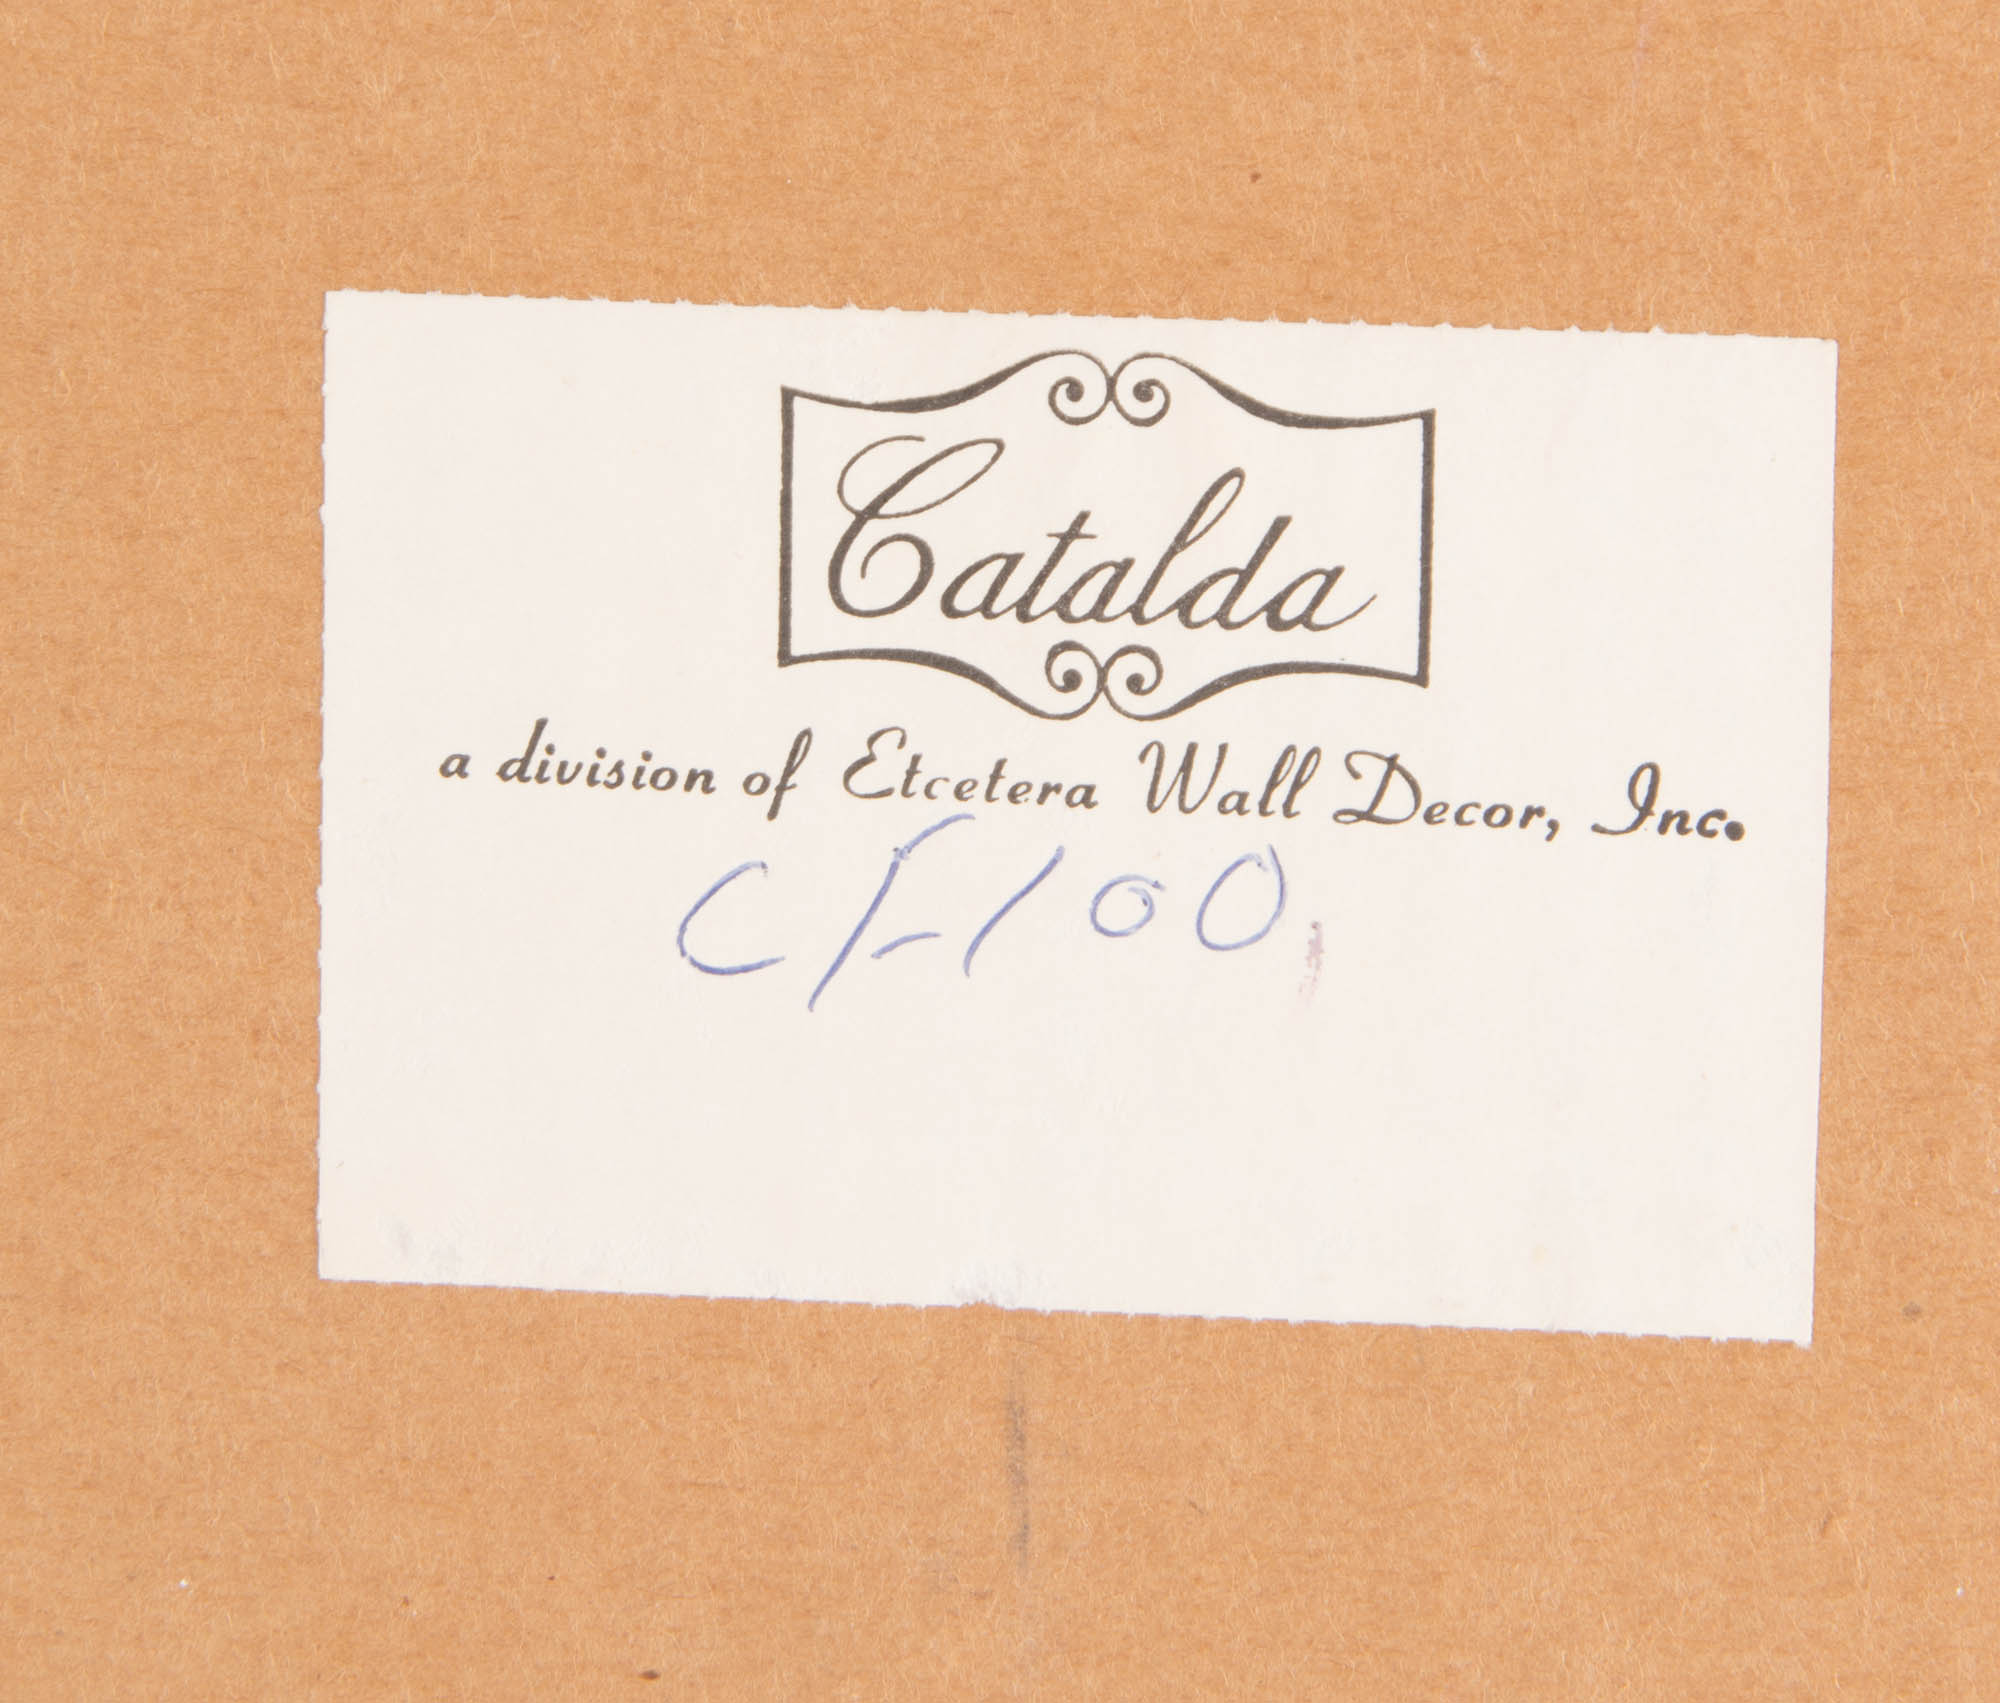 Catalda
a division of Etcetera Wall Decor, Inc.
CF-100